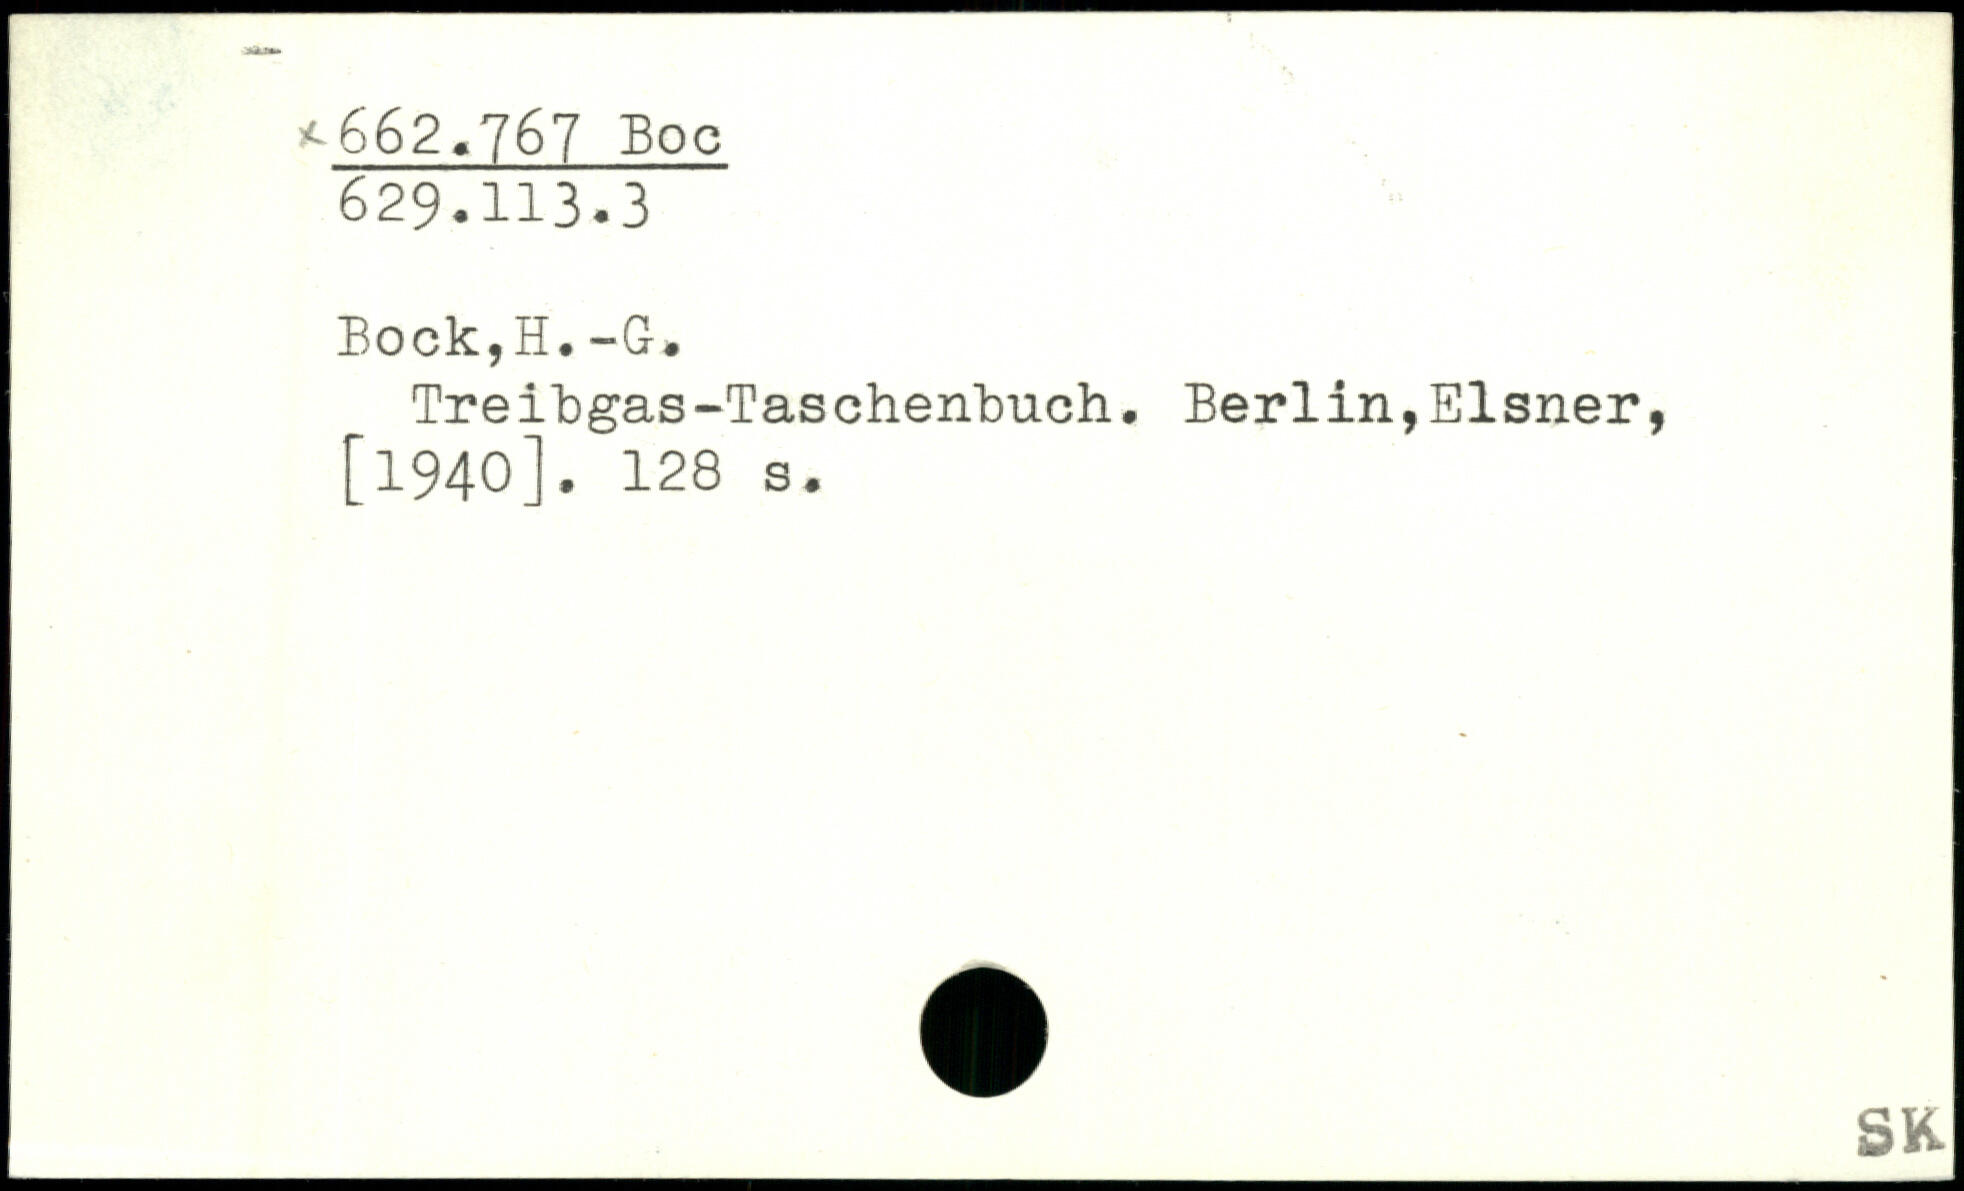 x 662.767 Boc
629.113.3
Bock,H.-G.
Treibgas-Taschenbuch. Berlin,Elsner,
[1940]. 128 s.
SK